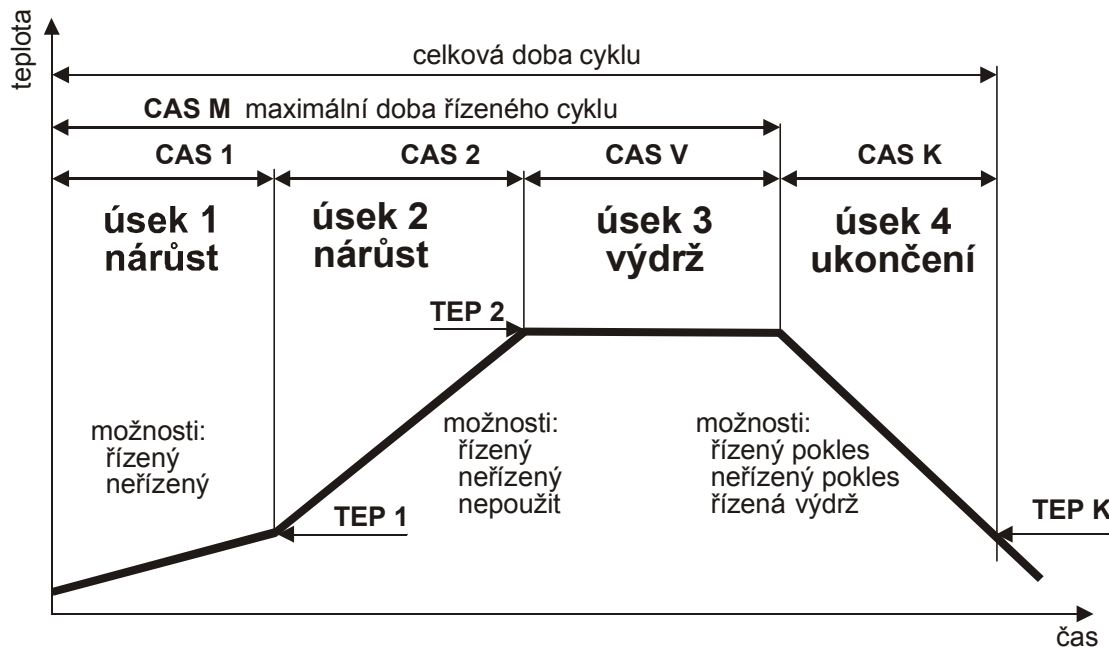 teplota
celková doba cyklu
CAS M maximální doba řízeného cyklu
CAS 1
CAS 2
CAS V
CAS K
úsek 1
nárůst
úsek 2
nárůst
úsek 3
výdrž
úsek 4
ukončení
TEP 2
možnosti:
řízený
neřízený
možnosti:
řízený
neřízený
nepoužit
možnosti:
řízený pokles
neřízený pokles
řízená výdrž
TEP 1
TEP K
čas